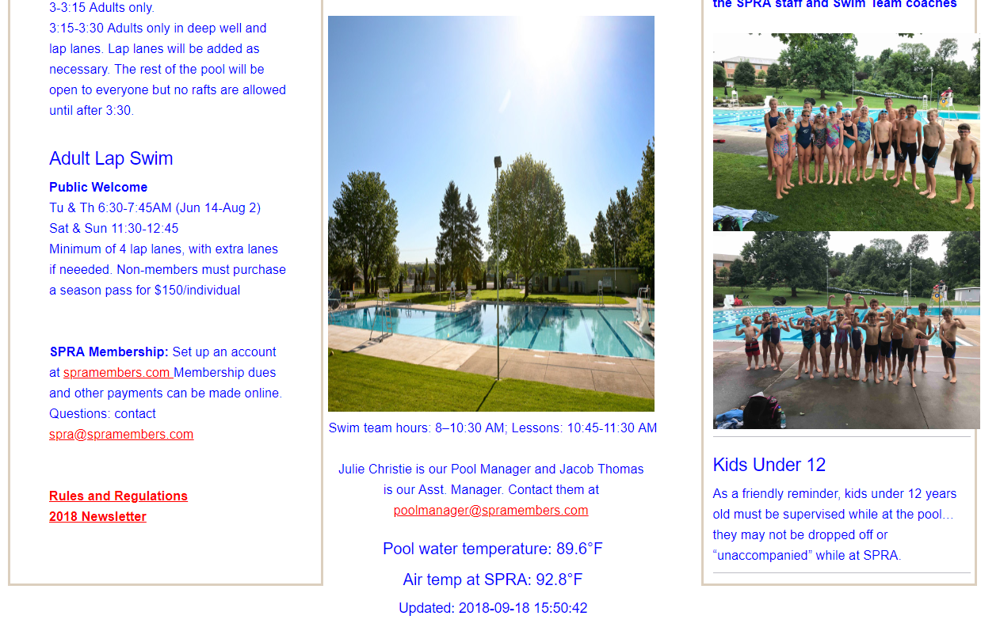 3-3:15 Adults only.
3:15-3:30 Adults only in deep well and
lap lanes. Lap lanes will be added as
necessary. The rest of the pool will be
open to everyone but no rafts are allowed
until after 3:30.
Adult Lap Swim
Public Welcome
Tu & Th 6:30-7:45AM (Jun 14-Aug 2)
Sat & Sun 11:30-12:45
Minimum of 4 lap lanes, with extra lanes
if neeeded. Non-members must purchase
a season pass for $150/individual
SPRA Membership: Set up an account
at spramembers.com Membership dues
and other payments can be made online.
Questions: contact
spra@spramembers.com
Rules and Regulations
2018 Newsletter
Swim team hours: 8–10:30 AM; Lessons: 10:45-11:30 AM
Julie Christie is our Pool Manager and Jacob Thomas
is our Asst. Manager. Contact them at
poolmanager@spramembers.com
Pool water temperature: 89.6°F
Air temp at SPRA: 92.8°F
Updated: 2018-09-18 15:50:42
the SPRA staff and Swim Team coaches
Kids Under 12
As a friendly reminder, kids under 12 years
old must be supervised while at the pool…
they may not be dropped off or
“unaccompanied” while at SPRA.